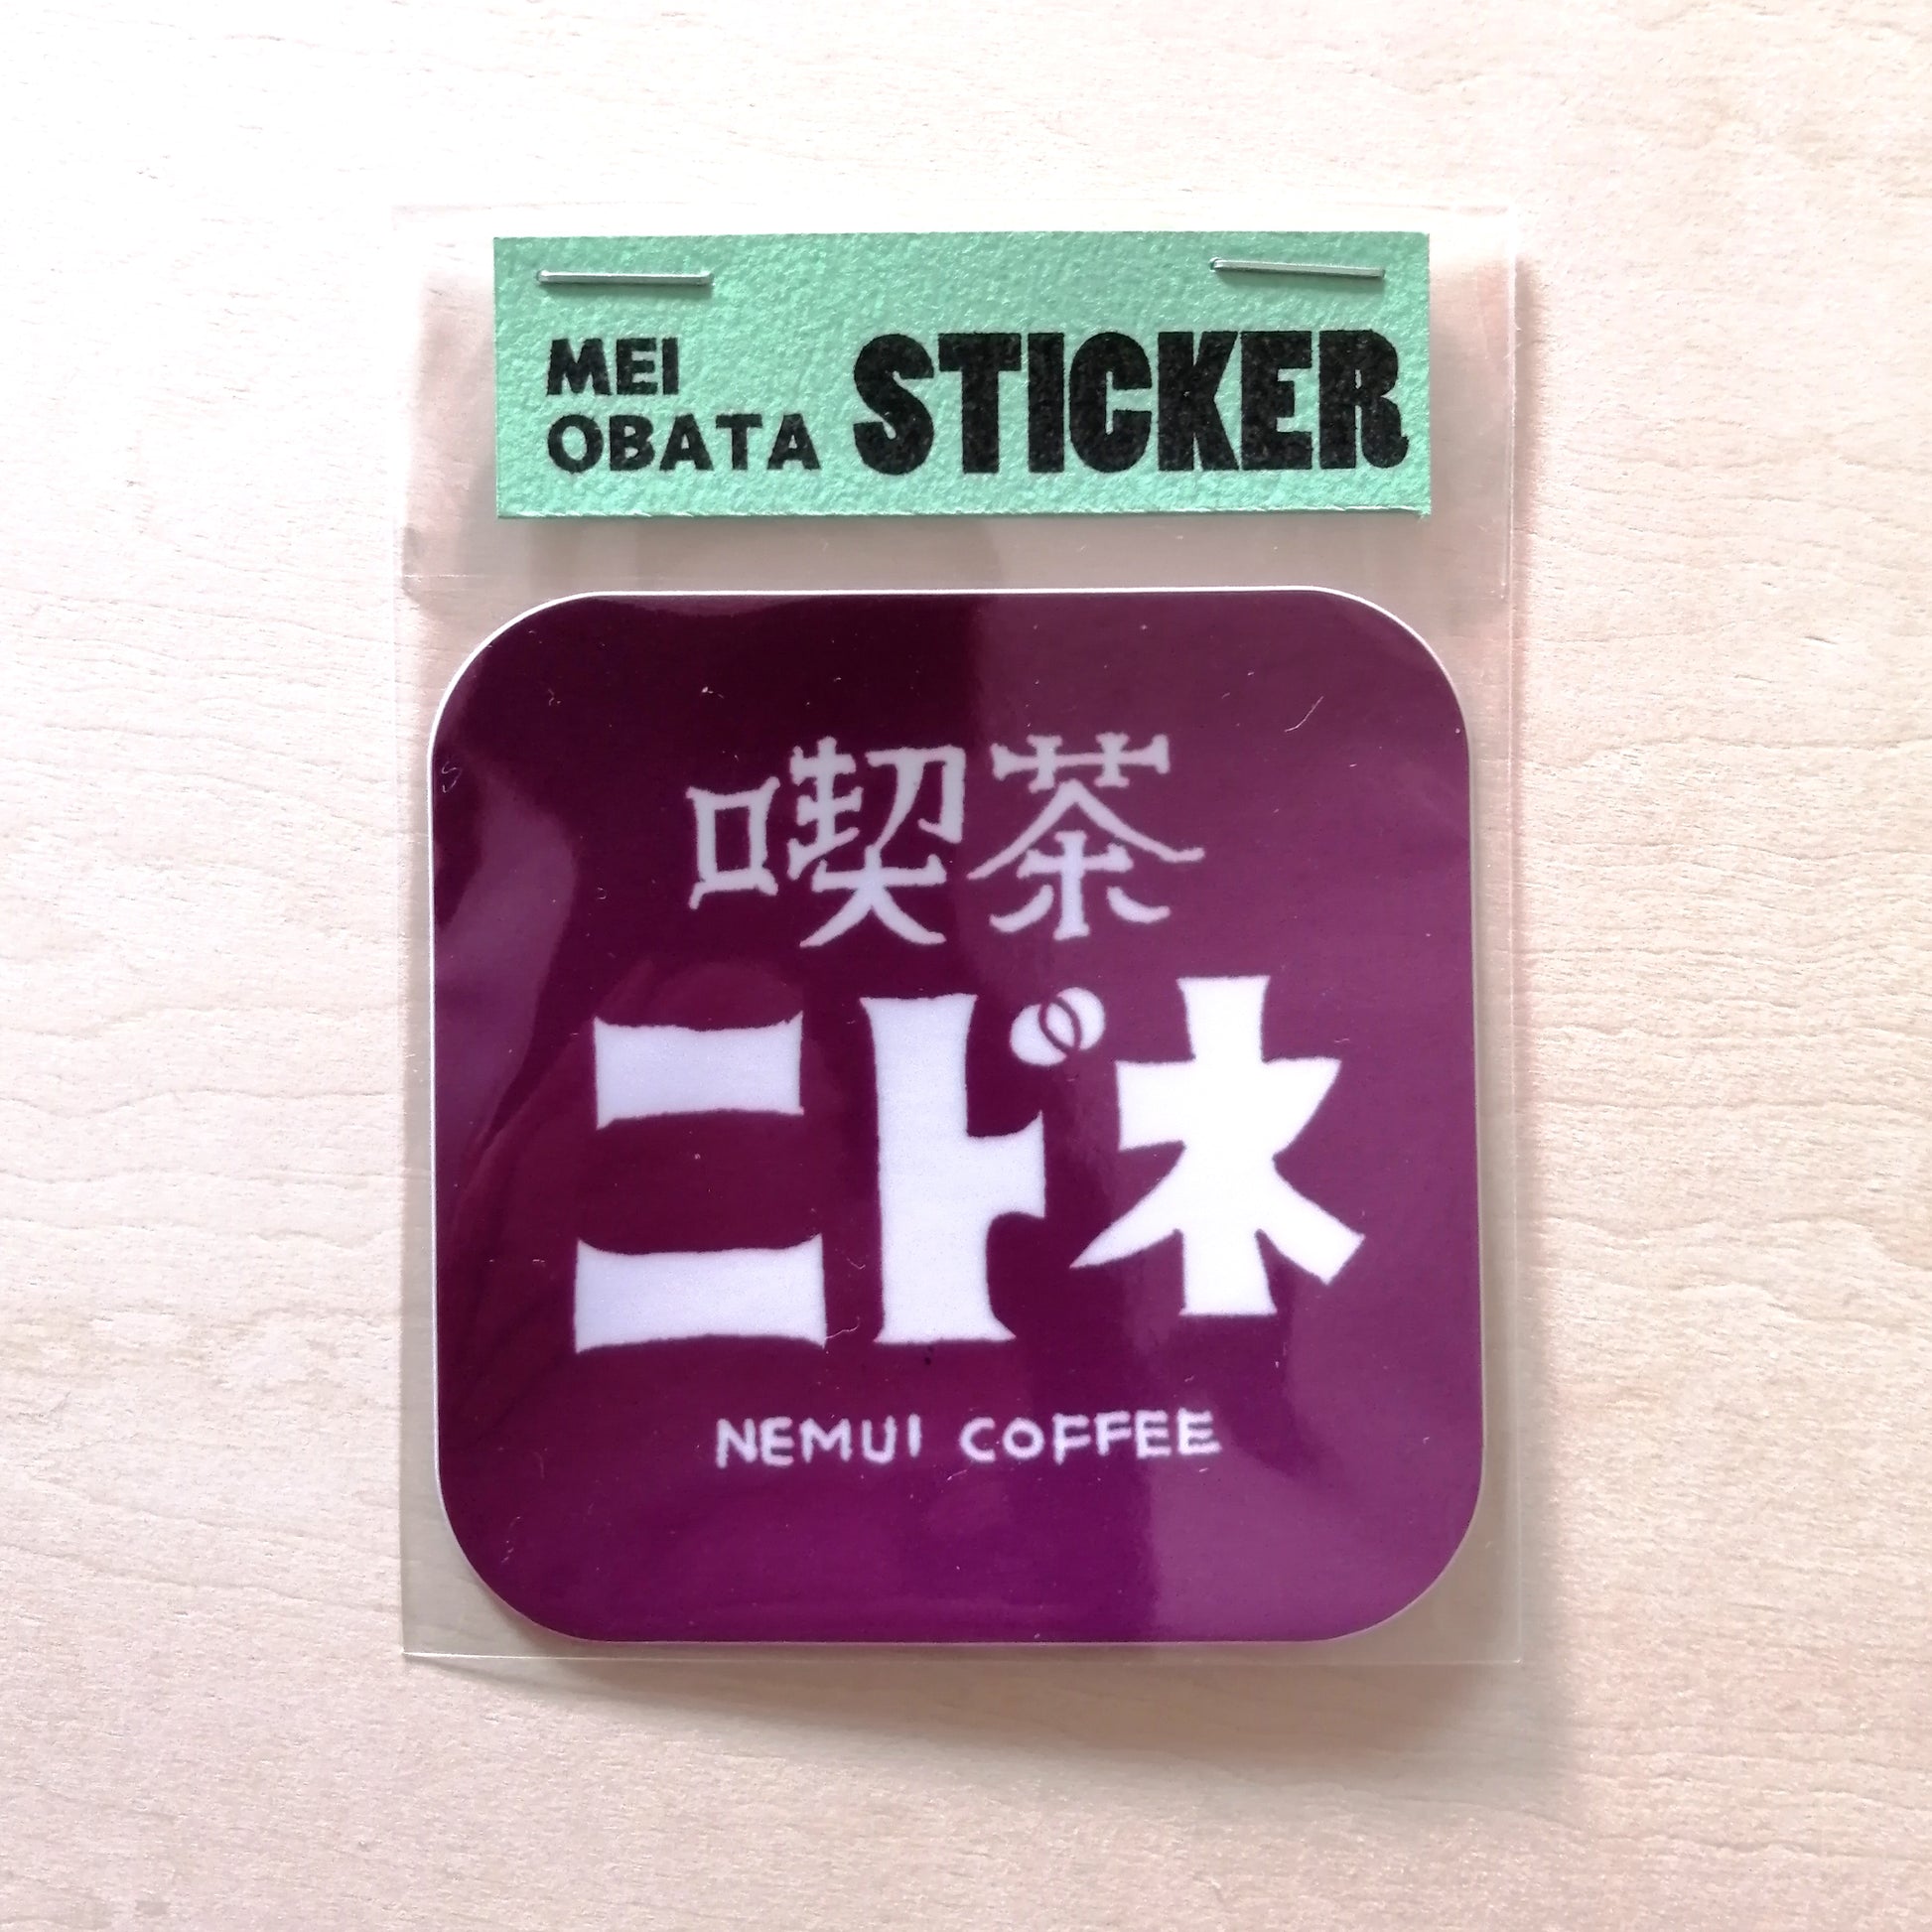 MEI
OBATA STICKER
喫茶
ニドネ
NEMUI COFFEE